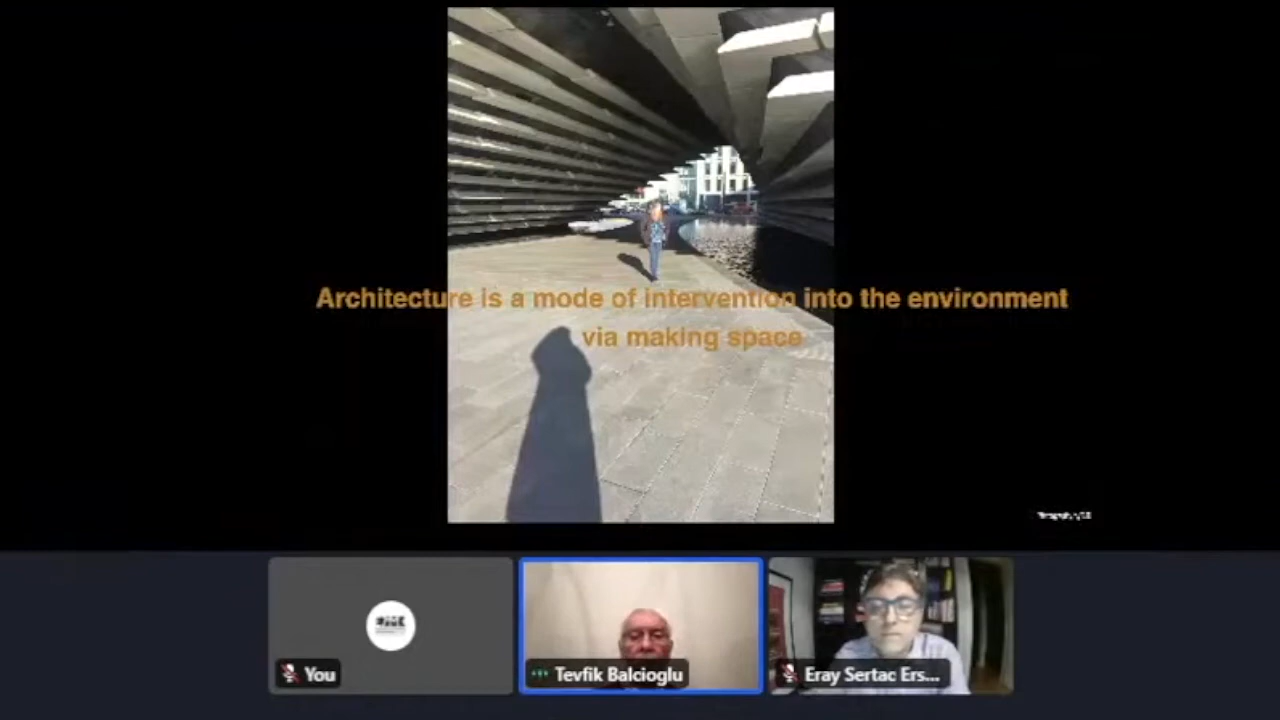 Architecture is a mode of intervention into the environment
via making space
You
Tevfik Balcioglu
Eray Sertac Ers...